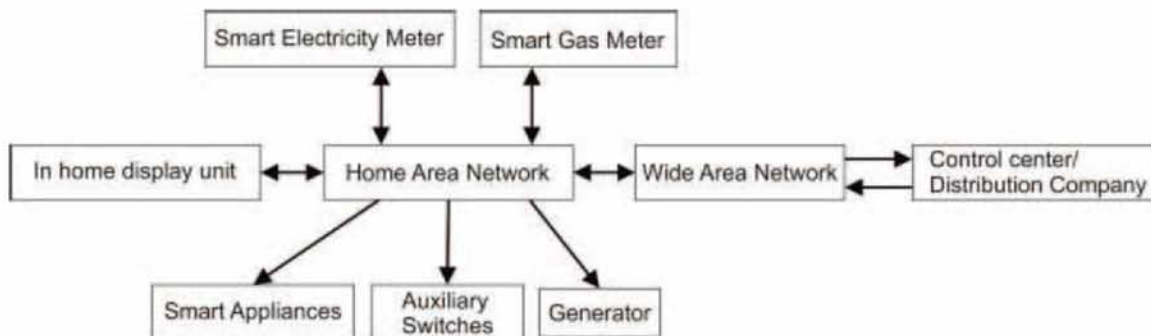 Smart Electricity Meter
Smart Gas Meter
In home display unit
Home Area Network
Wide Area Network
Control center/
Distribution Company
Smart Appliances
Auxiliary
Switches
Generator